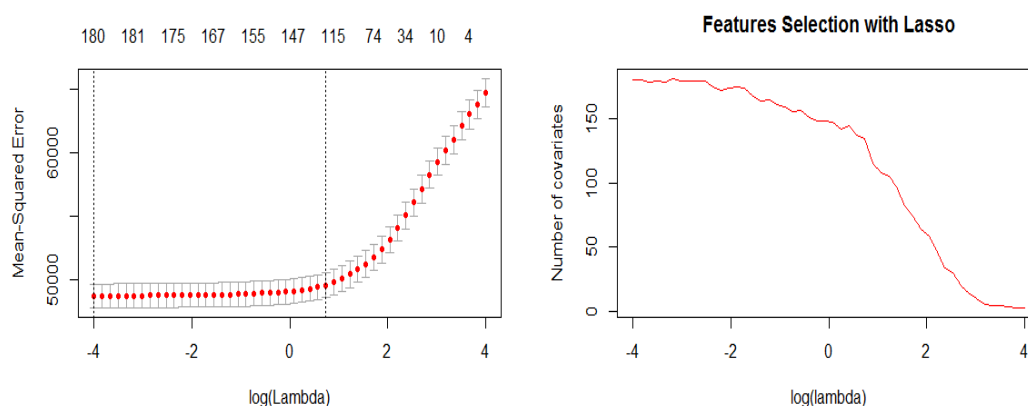 180 181 175 167 155 147 115 74 34 10 4
Mean-Squared Error
50000 60000
-4 -2 0 2 4
log(Lambda)
Features Selection with Lasso
Number of covariates
0 50 100 150
-4 -2 0 2 4
log(lambda)